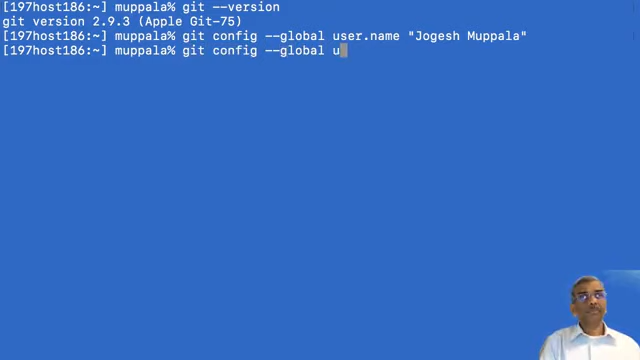 [197host186:~] muppala% git --version
git version 2.9.3 (Apple Git-75)
[197host186:~] muppala% git config --global user.name "Jogesh Muppala"
[197host186:~] muppala% git config --global u